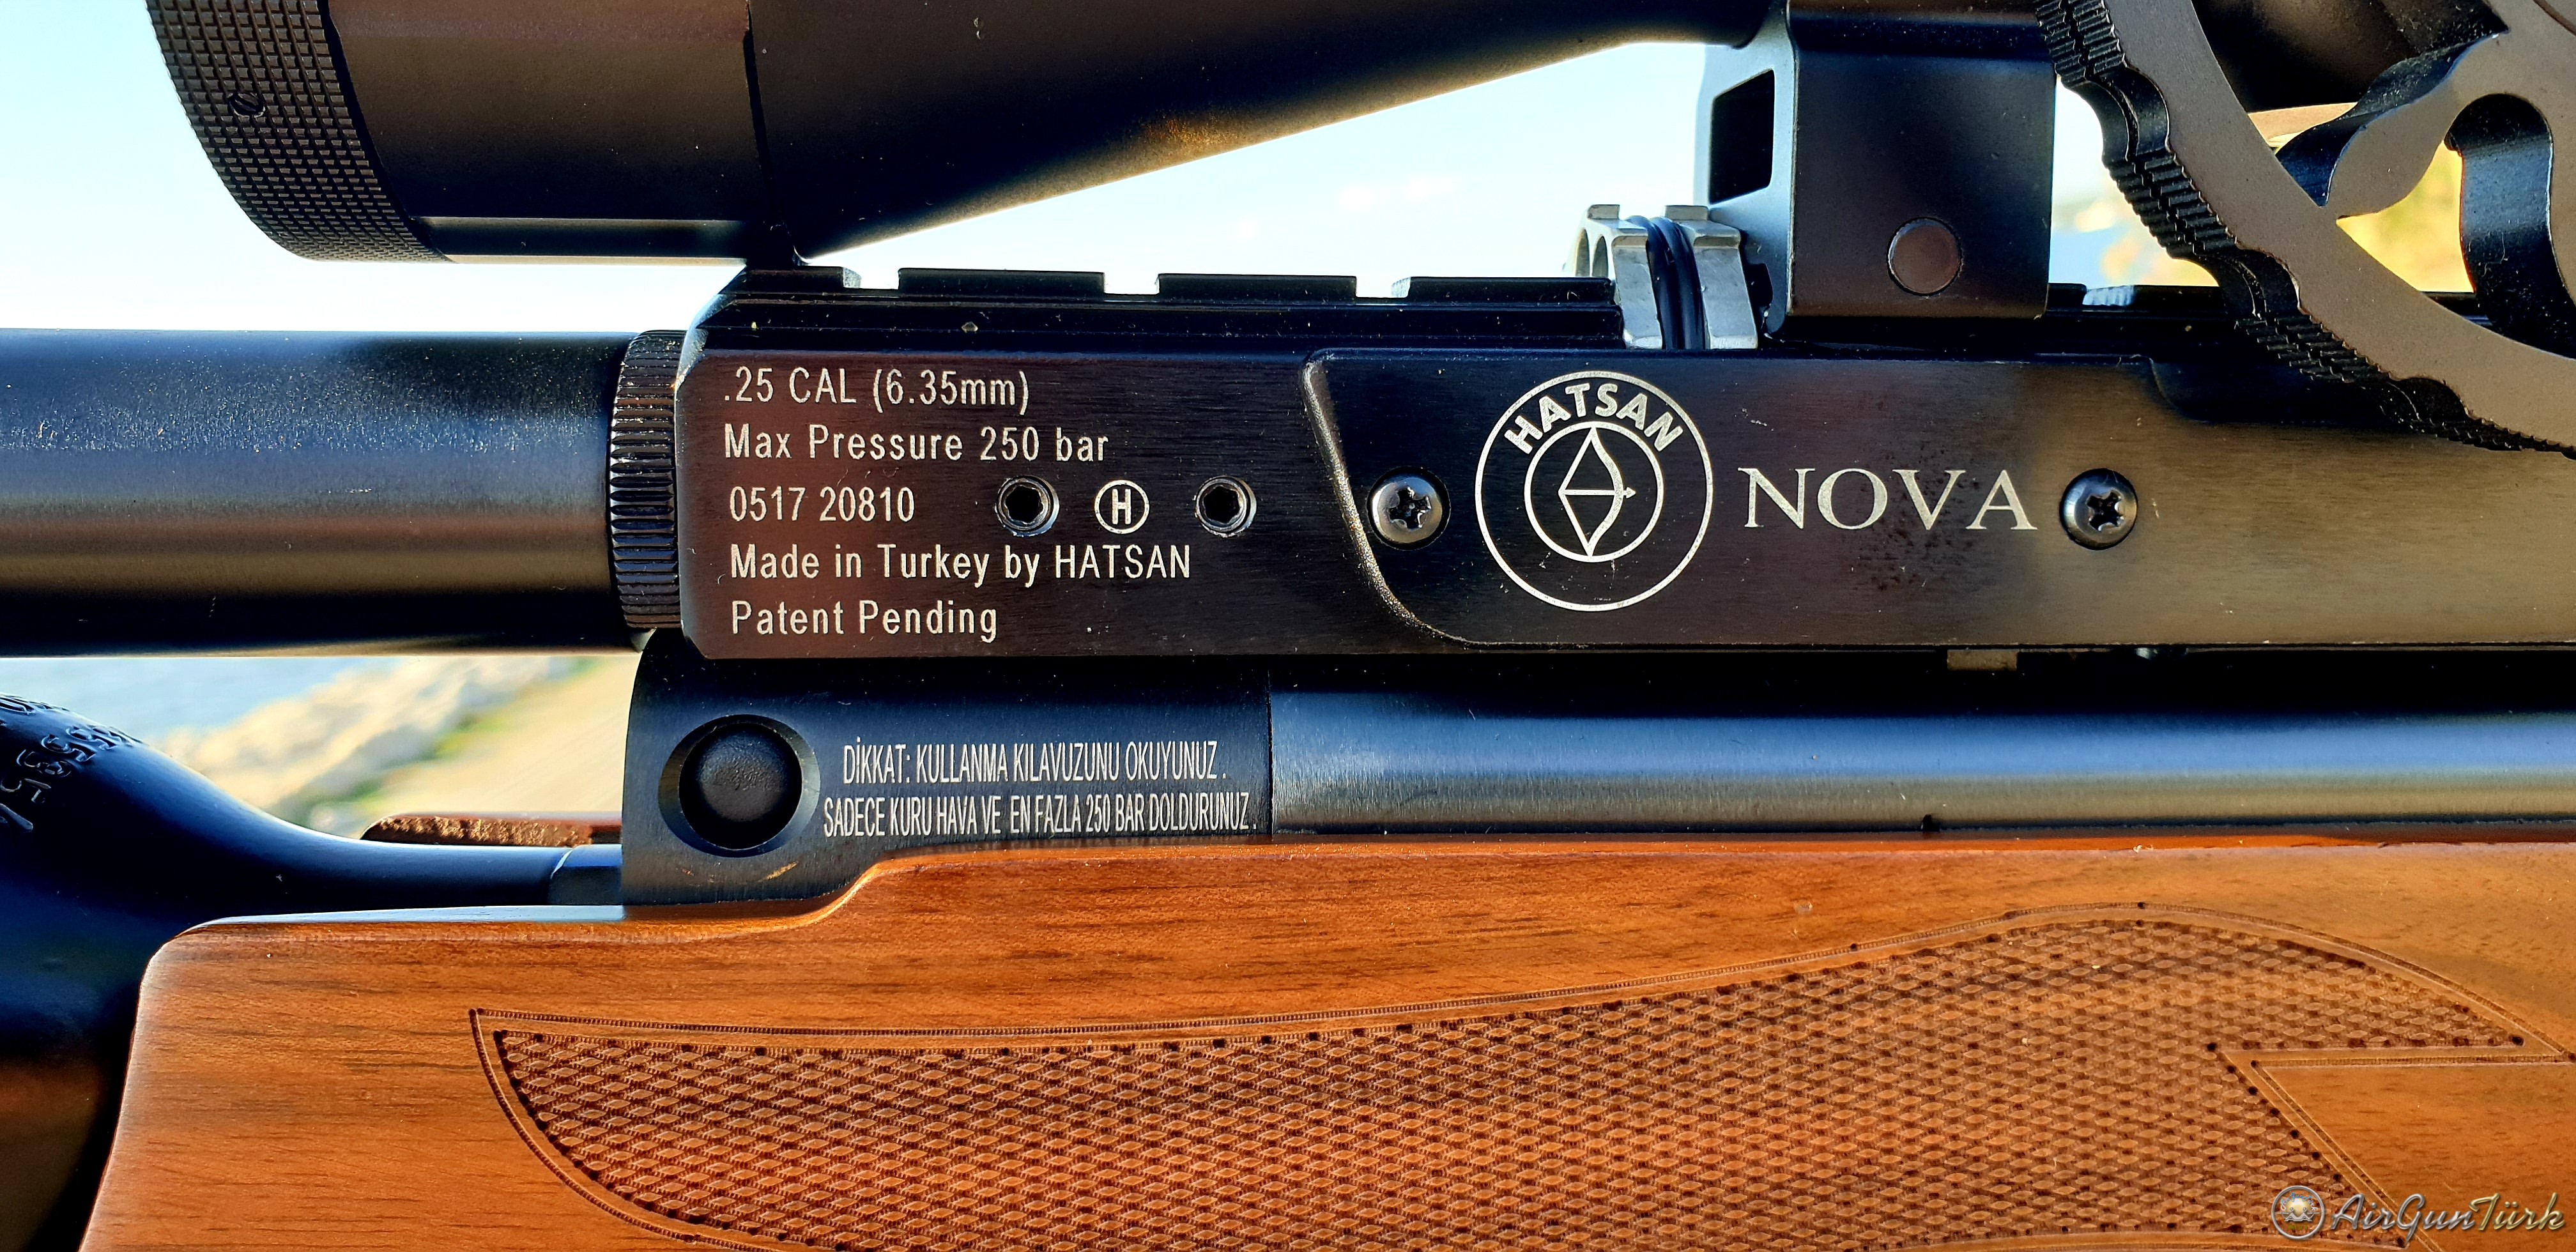 .25 CAL (6.35mm)
Max Pressure 250 bar
0517 20810
H
Made in Turkey by HATSAN
Patent Pending
HATSAN
NOVA
DİKKAT: KULLANMA KILAVUZUNU OKUYUNUZ .
SADECE KURU HAVA VE EN FAZLA 250 BAR DOLDURUNUZ .
AirGunTürk